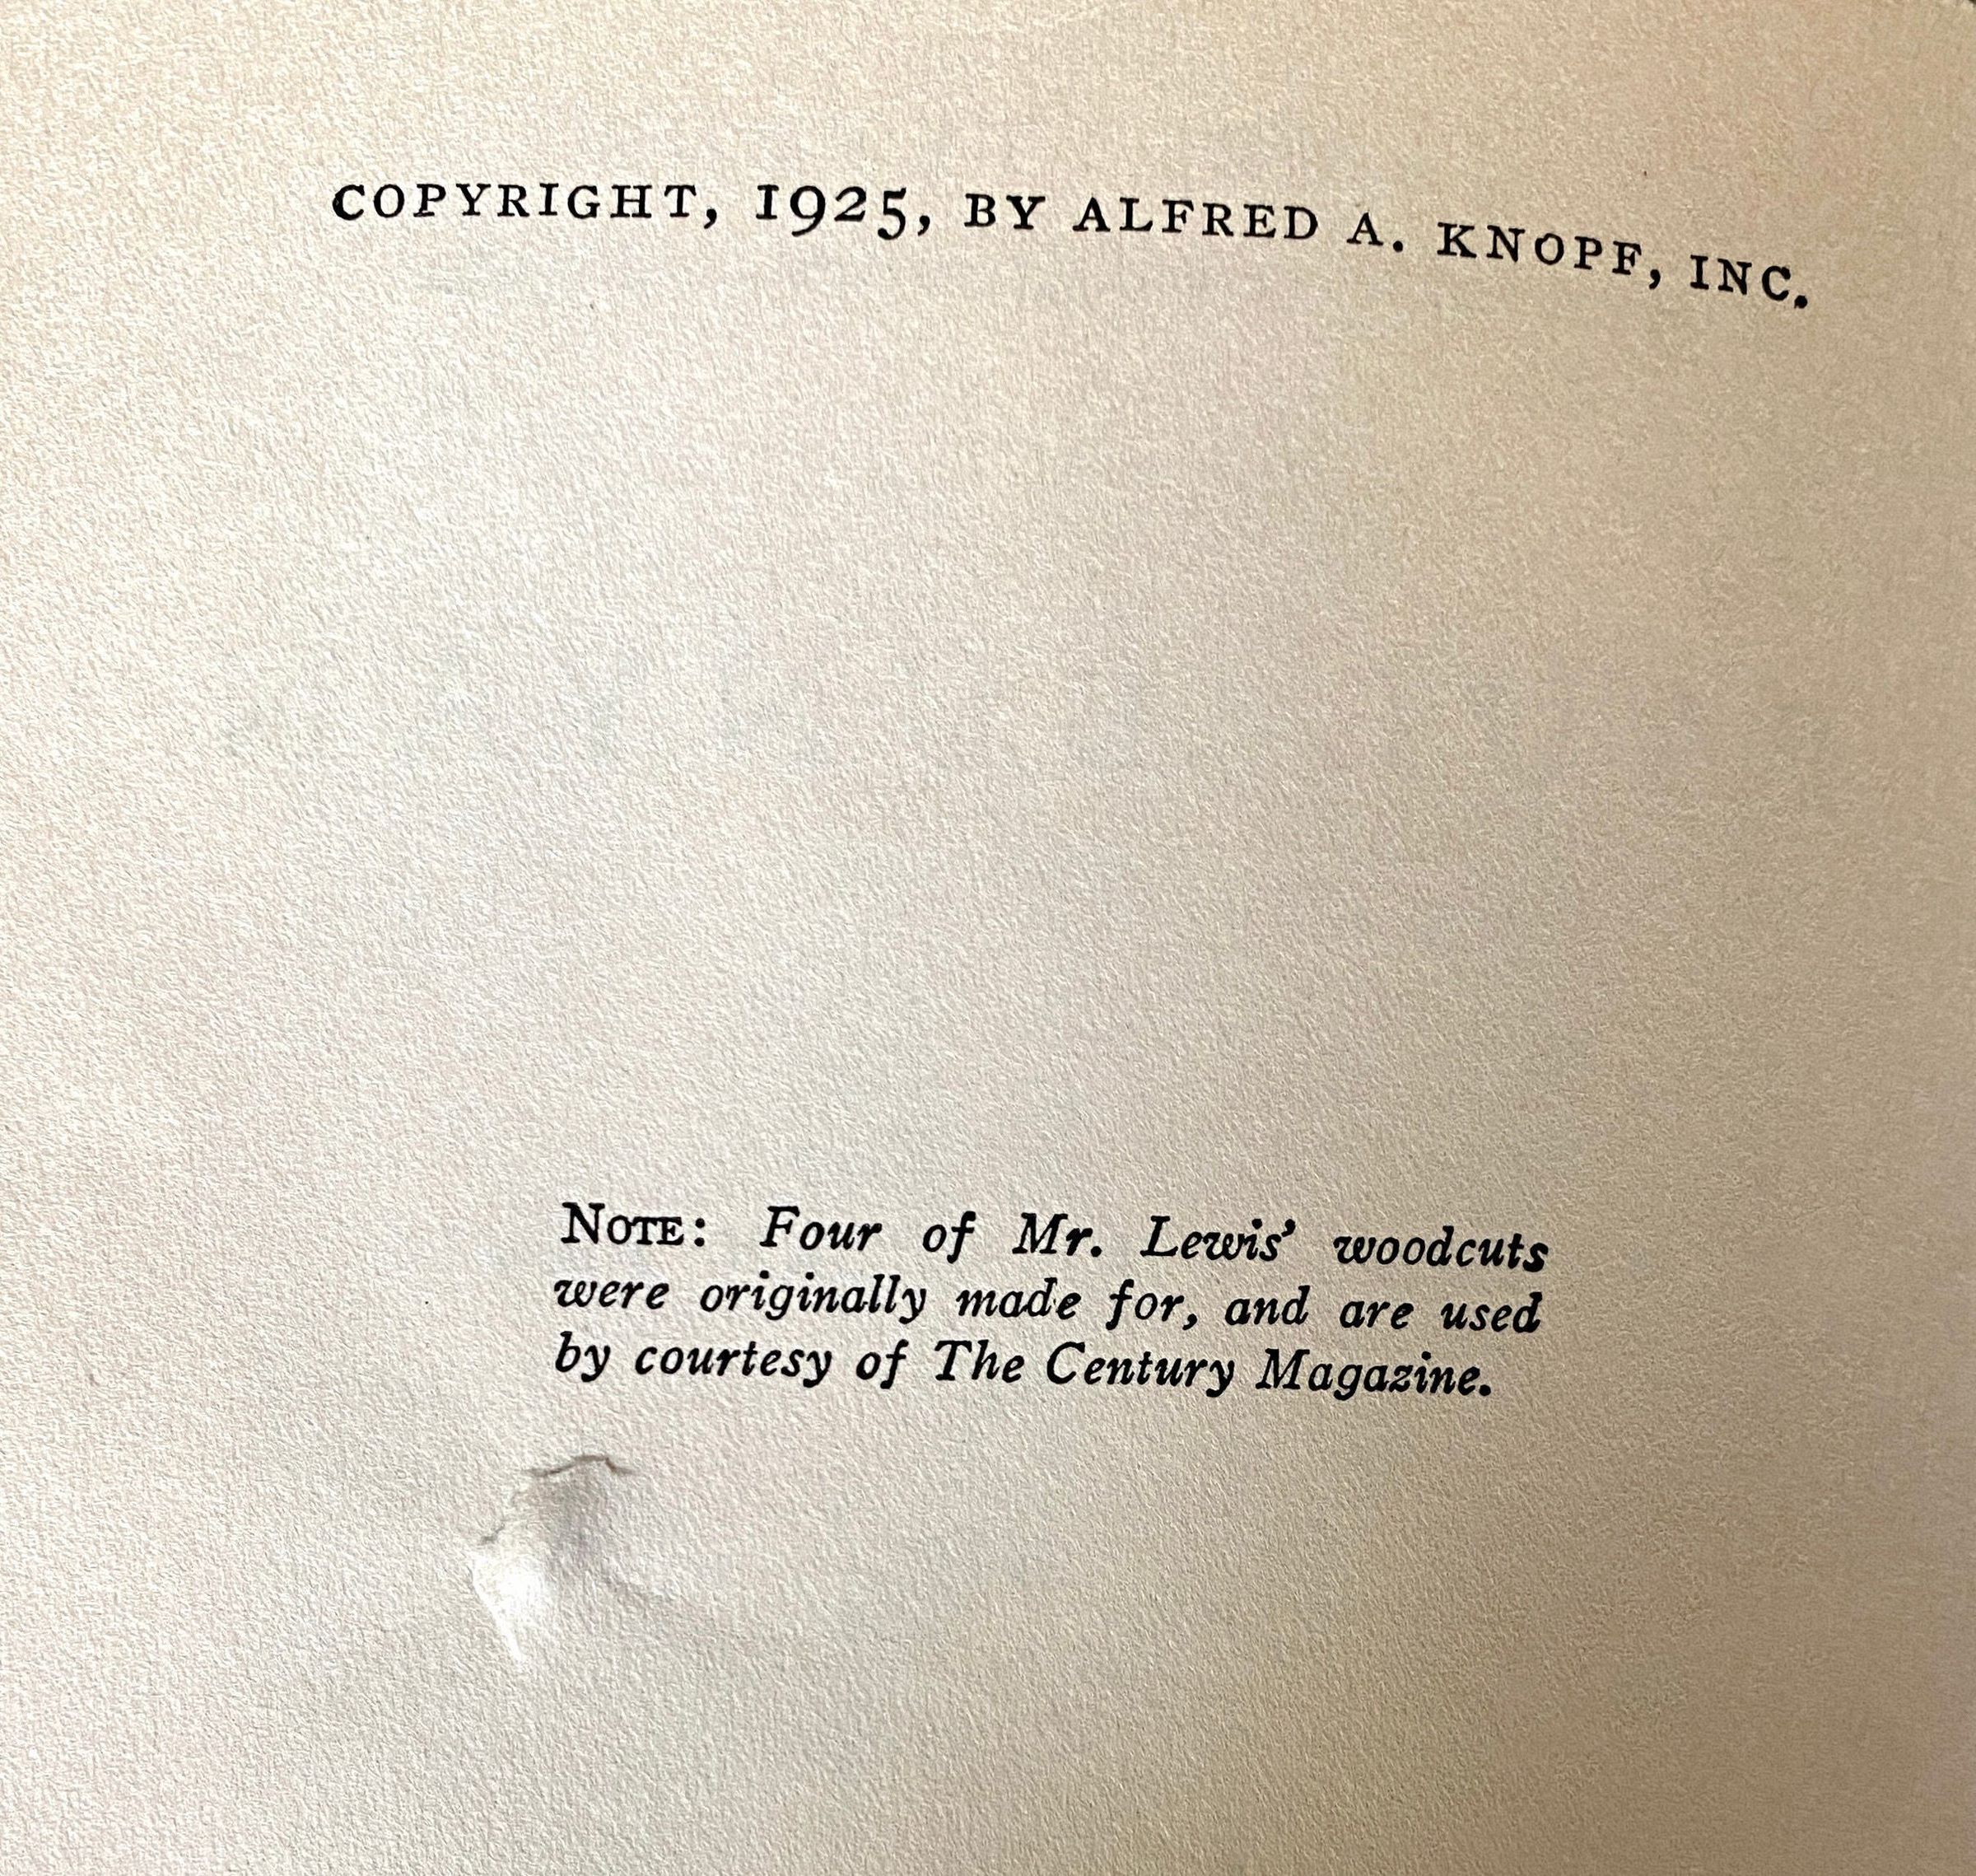 COPYRIGHT, 1925, BY ALFRED A. KNOPF, INC.
NOTE: Four of Mr. Lewis' woodcuts
were originally made for, and are used
by courtesy of The Century Magazine.